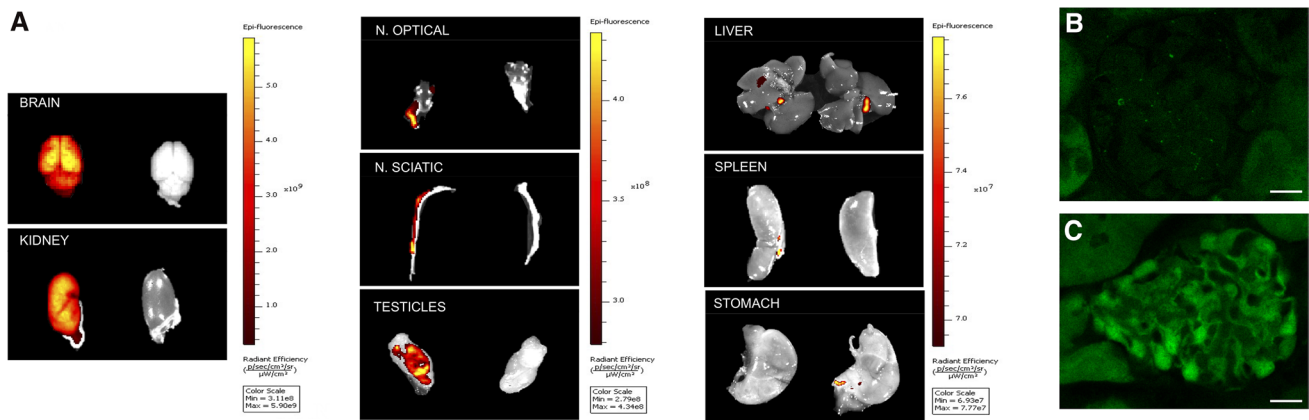 A
BRAIN
KIDNEY
Epi-fluorescence
5.0
4.0
3.0
2.0
1.0
×10⁹
Radiant Efficiency
(p/sec/cm²/sr / µW/cm²)
Color Scale
Min = 3.11e8
Max = 5.90e9
N. OPTICAL
N. SCIATIC
TESTICLES
Epi-fluorescence
4.0
3.5
3.0
×10⁸
Radiant Efficiency
(p/sec/cm²/sr / µW/cm²)
Color Scale
Min = 2.79e8
Max = 4.34e8
LIVER
SPLEEN
STOMACH
Epi-fluorescence
7.6
7.4
7.2
7.0
×10⁷
Radiant Efficiency
(p/sec/cm²/sr / µW/cm²)
Color Scale
Min = 6.93e7
Max = 7.77e7
B
C